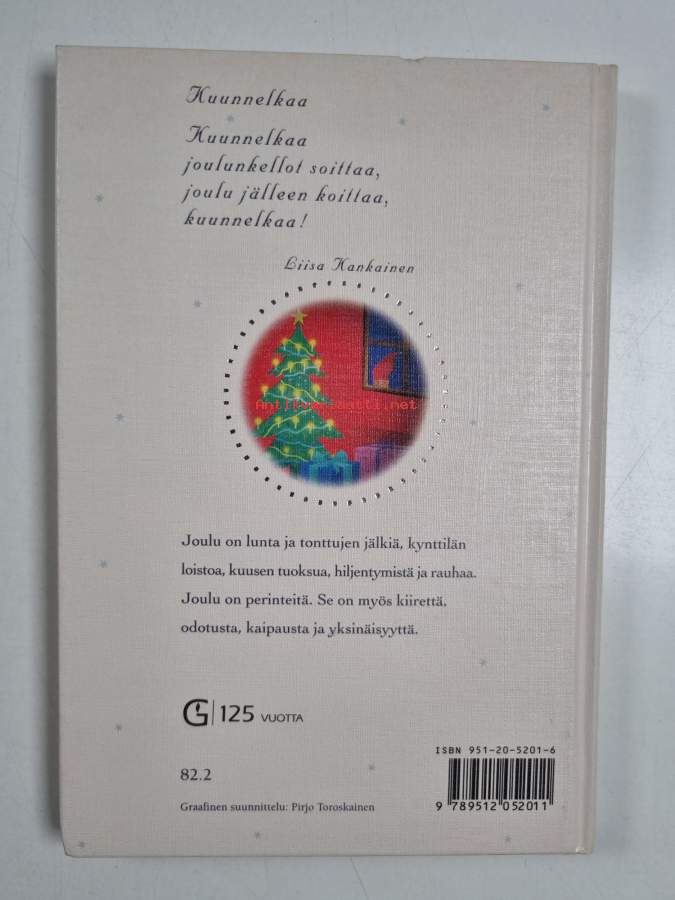 Kuunnelkaa
Kuunnelkaa
joulunkellot soittaa,
joulu jälleen koittaa,
kuunnelkaa!
Liisa Kankainen
Antikvariaatti.net
Joulu on lunta ja tonttujen jälkiä, kynttilän
loistoa, kuusen tuoksua, hiljentymistä ja rauhaa.
Joulu on perinteitä. Se on myös kiirettä,
odotusta, kaipausta ja yksinäisyyttä.
G 125 VUOTTA
ISBN 951-20-5201-6
82.2
Graafinen suunnittelu: Pirjo Toroskainen
9 789512 052011